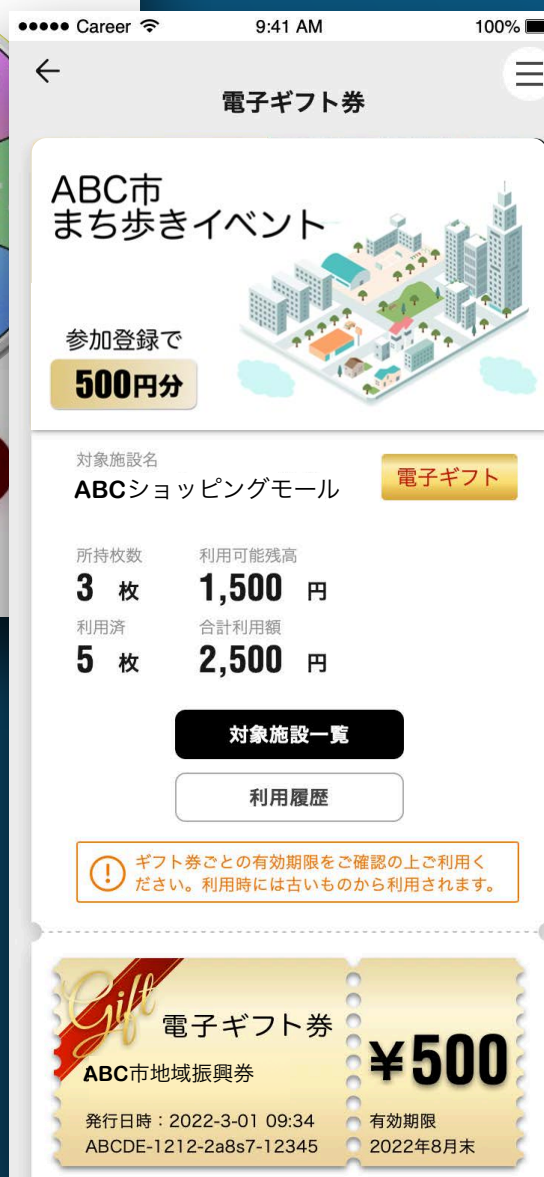 Career 9:41 AM 100%
電子ギフト券
ABC市
まち歩きイベント
参加登録で
500円分
対象施設名
ABCショッピングモール
電子ギフト
所持枚数 利用可能残高
3 枚 1,500 円
利用済 合計利用額
5 枚 2,500 円
対象施設一覧
利用履歴
ギフト券ごとの有効期限をご確認の上ご利用く
ださい。利用時には古いものから利用されます。
Gift
電子ギフト券
ABC市地域振興券
¥500
発行日時：2022-3-01 09:34
ABCDE-1212-2a8s7-12345
有効期限
2022年8月末